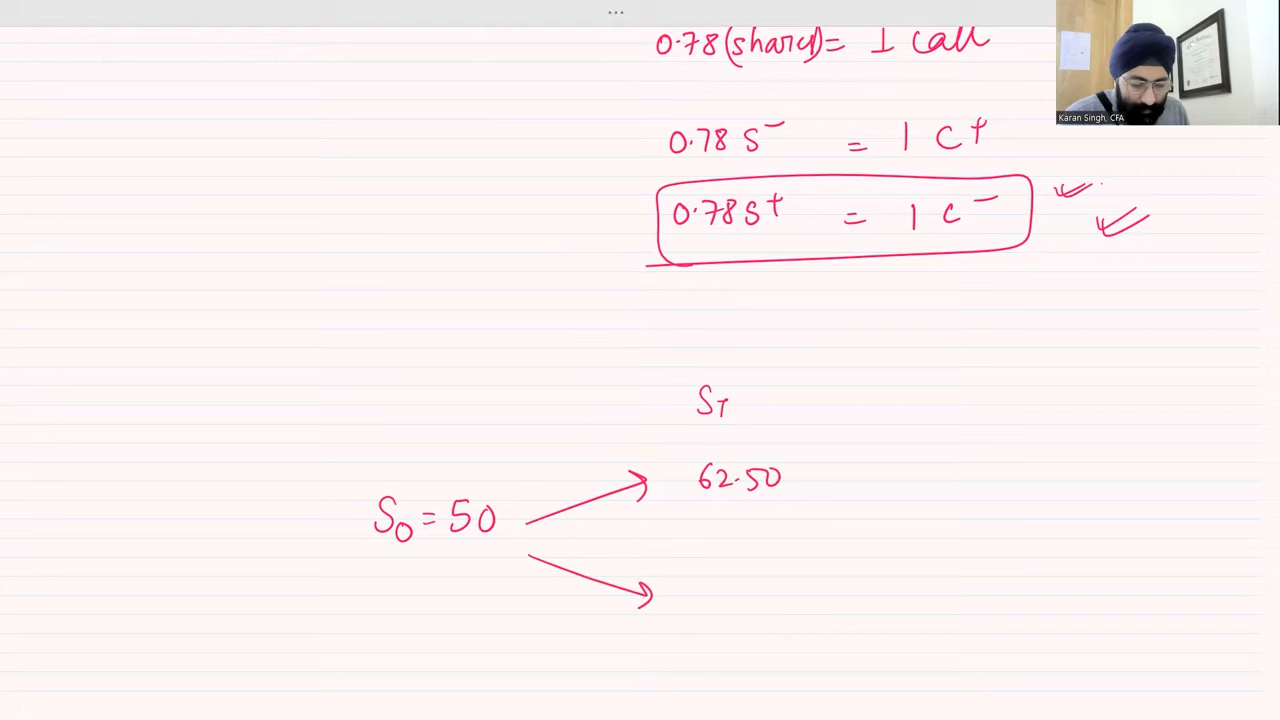 0.78(shares)= 1 call
Karan Singh, CFA
0.78 S⁻ = 1 C⁺
0.78 S⁺ = 1 C⁻
S_T
62.50
S₀ = 50